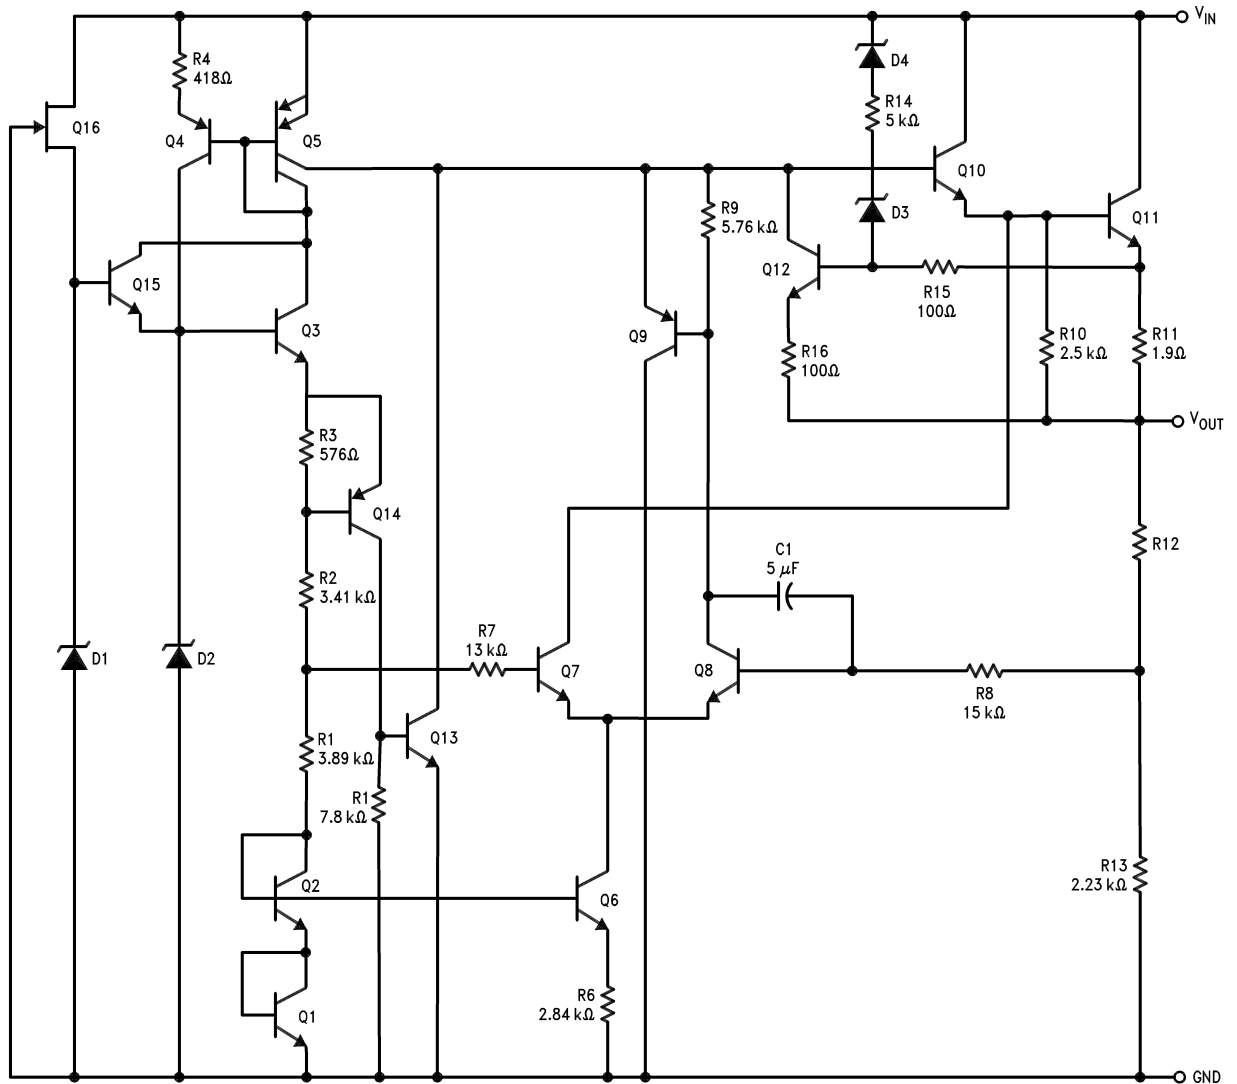 VIN
R4
418Ω
D4
Q16
R14
5 kΩ
Q4
Q5
Q10
R9
5.76 kΩ
D3
Q11
Q15
Q12
R15
100Ω
Q3
Q9
R16
100Ω
R10
2.5 kΩ
R11
1.9Ω
VOUT
R3
576Ω
Q14
C1
5 μF
R12
R2
3.41 kΩ
R7
13 kΩ
D1
D2
Q7
Q8
R8
15 kΩ
R1
3.89 kΩ
Q13
R1
7.8 kΩ
R13
2.23 kΩ
Q2
Q6
R6
2.84 kΩ
Q1
GND